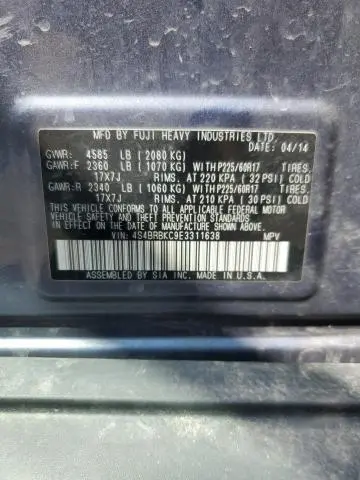 MFD BY FUJI HEAVY INDUSTRIES LTD.
DATE: 04/14
GVWR: 4585 LB (2080 KG)
GAWR:F 2360 LB (1070 KG) WITH P225/60R17 TIRES,
17X7J RIMS, AT 220 KPA (32 PSI) COLD
GAWR:R 2340 LB (1060 KG) WITH P225/60R17 TIRES,
17X7J RIMS, AT 210 KPA (30 PSI) COLD
THIS VEHICLE CONFORMS TO ALL APPLICABLE FEDERAL MOTOR
VEHICLE SAFETY AND THEFT PREVENTION STANDARDS IN
EFFECT ON THE DATE OF MANUFACTURE SHOWN ABOVE.
VIN: 4S4BRBKC9E3311638 MPV
ASSEMBLED BY SIA INC. MADE IN U.S.A.